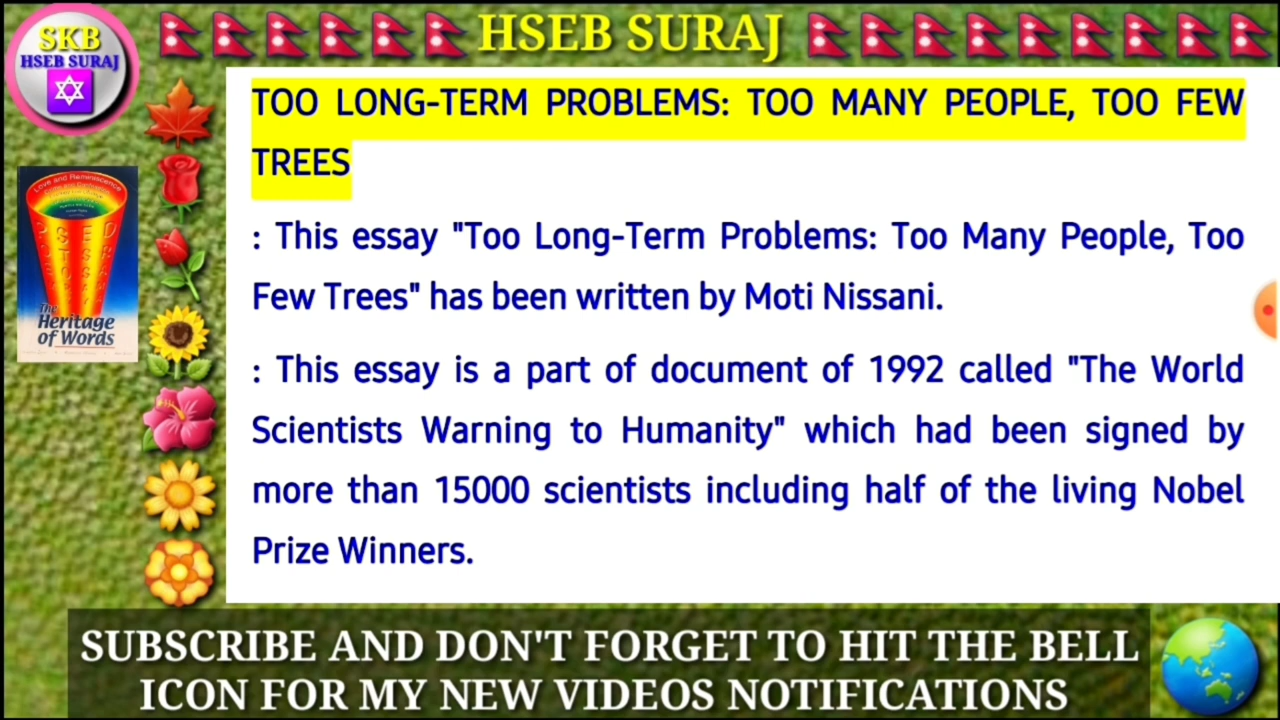 SKB
HSEB SURAJ
HSEB SURAJ
TOO LONG-TERM PROBLEMS: TOO MANY PEOPLE, TOO FEW
TREES
: This essay "Too Long-Term Problems: Too Many People, Too
Few Trees" has been written by Moti Nissani.
: This essay is a part of document of 1992 called "The World
Scientists Warning to Humanity" which had been signed by
more than 15000 scientists including half of the living Nobel
Prize Winners.
Love and Reminiscence
The
Heritage
of Words
SUBSCRIBE AND DON'T FORGET TO HIT THE BELL
ICON FOR MY NEW VIDEOS NOTIFICATIONS